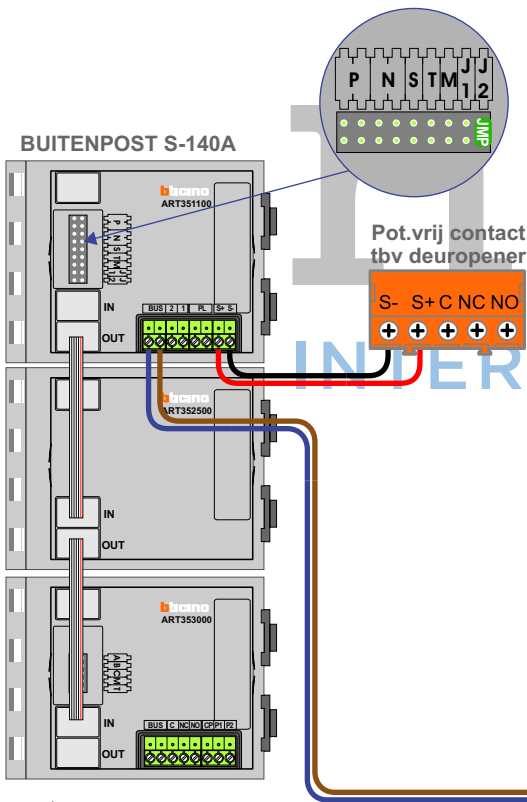 P N S T M J1 J2
JMP
BUITENPOST S-140A
bticino
ART351100
P N S T M J1 J2
Pot.vrij contact
tbv deuropener
IN
BUS 2 1 PL S+ S-
S- S+ C NC NO
OUT
INTER
bticino
ART352500
IN
OUT
bticino
ART353000
A B C M T
IN
BUS C NC NO CP P1 P2
OUT